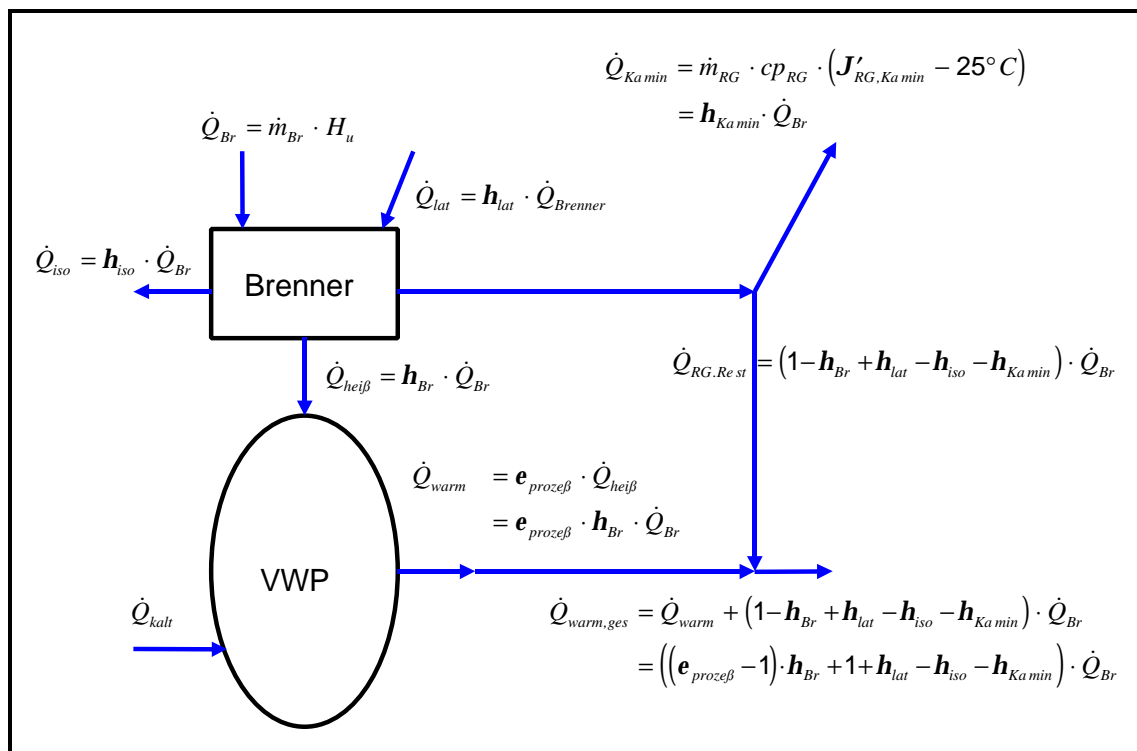 Q̇_Kamin = ṁ_RG · cp_RG · (J′_RG,Kamin − 25°C)
= h_Kamin · Q̇_Br
Q̇_Br = ṁ_Br · H_u
Q̇_lat = h_lat · Q̇_Brenner
Q̇_iso = h_iso · Q̇_Br
Brenner
Q̇_heiß = h_Br · Q̇_Br
Q̇_RG.Rest = (1 − h_Br + h_lat − h_iso − h_Kamin) · Q̇_Br
Q̇_warm = e_prozeß · Q̇_heiß
= e_prozeß · h_Br · Q̇_Br
VWP
Q̇_kalt
Q̇_warm,ges = Q̇_warm + (1 − h_Br + h_lat − h_iso − h_Kamin) · Q̇_Br
= ((e_prozeß − 1) · h_Br + 1 + h_lat − h_iso − h_Kamin) · Q̇_Br